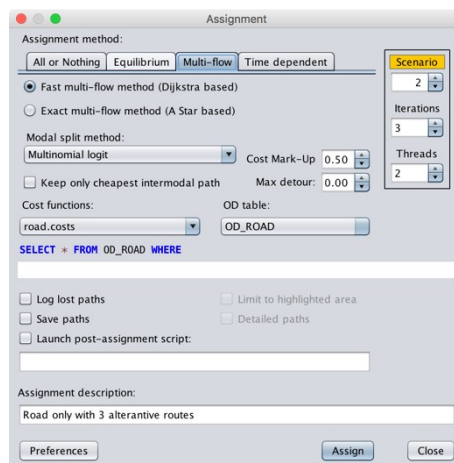 Assignment
Assignment method:
All or Nothing Equilibrium Multi-flow Time dependent
Scenario
2
Fast multi-flow method (Dijkstra based)
Exact multi-flow method (A Star based)
Iterations
3
Modal split method:
Multinomial logit
Cost Mark-Up 0.50
Threads
2
Keep only cheapest intermodal path
Max detour: 0.00
Cost functions:
OD table:
road.costs
OD_ROAD
SELECT * FROM OD_ROAD WHERE
Log lost paths
Limit to highlighted area
Save paths
Detailed paths
Launch post-assignment script:
Assignment description:
Road only with 3 alterantive routes
Preferences
Assign
Close